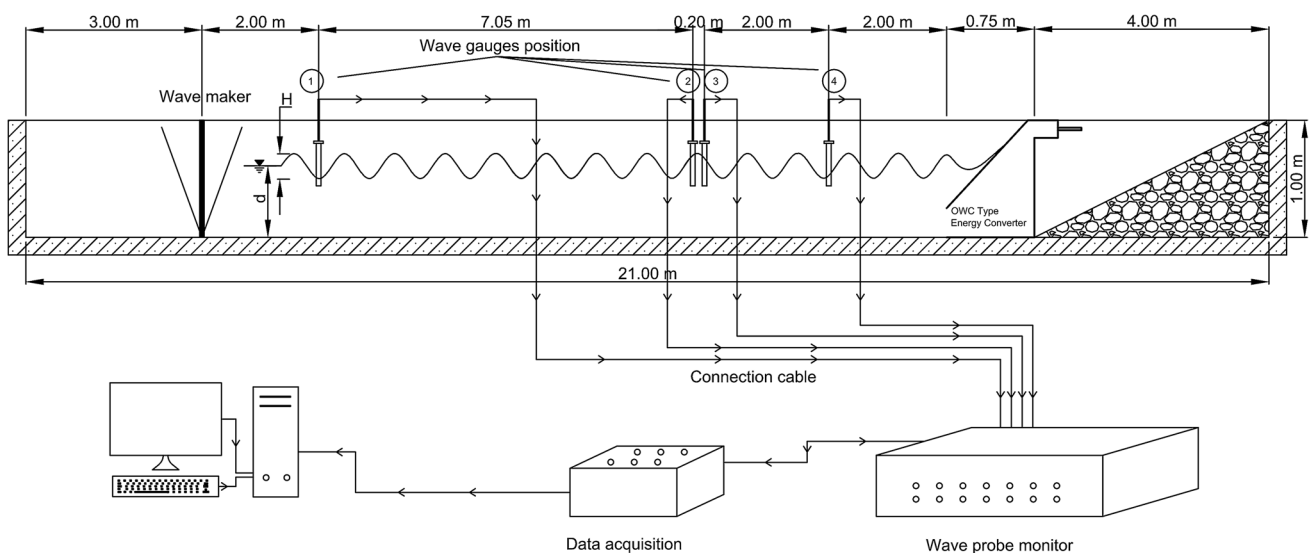 3.00 m
2.00 m
7.05 m
0.20 m
2.00 m
2.00 m
0.75 m
4.00 m
Wave gauges position
1
2
3
4
Wave maker
H
d
1.00 m
OWC Type
Energy Converter
21.00 m
Connection cable
Data acquisition
Wave probe monitor